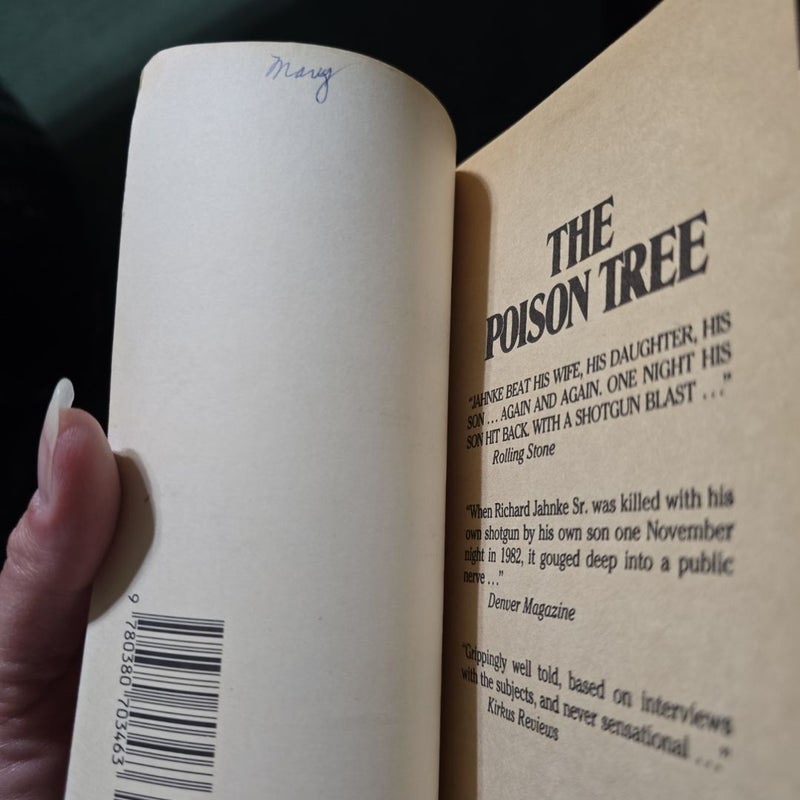 Mary
9 780380 703463
THE
POISON TREE
"JAHNKE BEAT HIS WIFE, HIS DAUGHTER, HIS
SON ... AGAIN AND AGAIN. ONE NIGHT HIS
SON HIT BACK. WITH A SHOTGUN BLAST ..."
Rolling Stone
"When Richard Jahnke Sr. was killed with his
own shotgun by his own son one November
night in 1982, it gouged deep into a public
nerve ..."
Denver Magazine
"Grippingly well told, based on interviews
with the subjects, and never sensational ..."
Kirkus Reviews